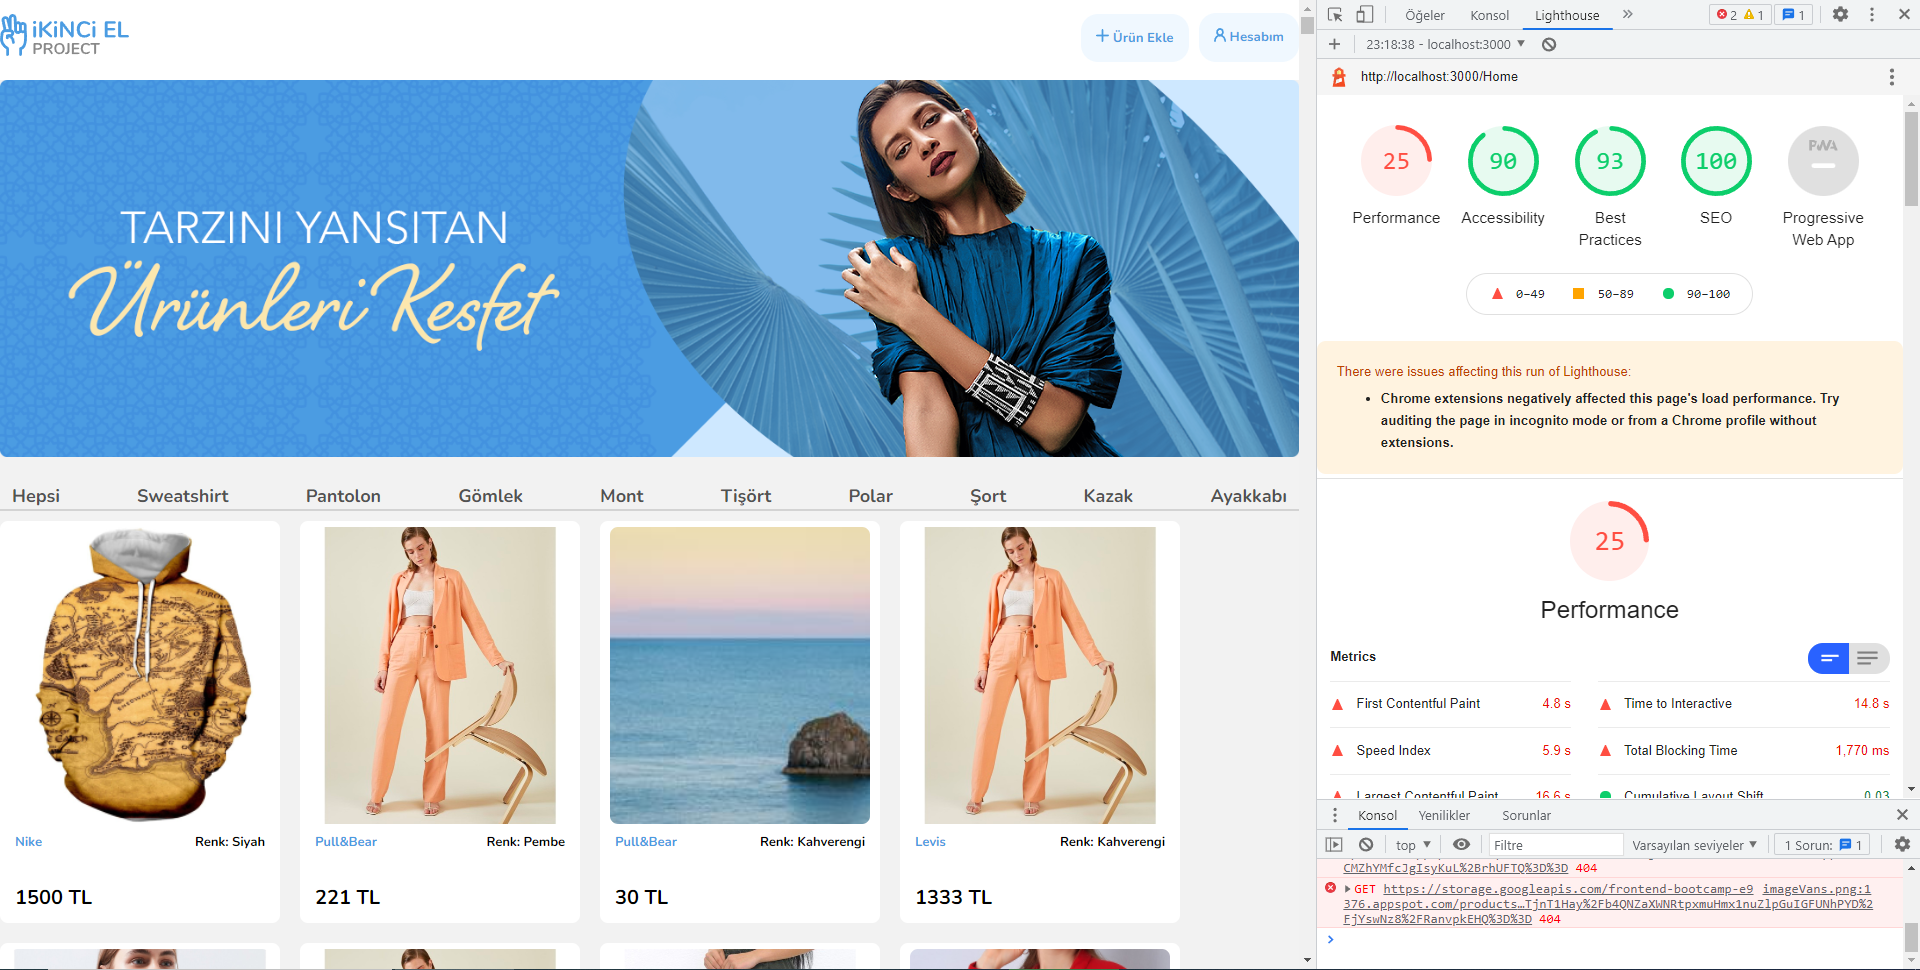 iKiNCi EL
PROJECT
Ürün Ekle
Hesabım
TARZINI YANSITAN
Ürünleri Kesfet
Hepsi
Sweatshirt
Pantolon
Gömlek
Mont
Tişört
Polar
Şort
Kazak
Ayakkabı
Nike
Renk: Siyah
1500 TL
Pull&Bear
Renk: Pembe
221 TL
Pull&Bear
Renk: Kahverengi
30 TL
Levis
Renk: Kahverengi
1333 TL
Öğeler
Konsol
Lighthouse
2
1
1
23:18:38 - localhost:3000
http://localhost:3000/Home
25
90
93
100
PWA
Performance
Accessibility
Best
Practices
SEO
Progressive
Web App
0–49
50–89
90–100
There were issues affecting this run of Lighthouse:
Chrome extensions negatively affected this page's load performance. Try
auditing the page in incognito mode or from a Chrome profile without
extensions.
25
Performance
Metrics
First Contentful Paint
4.8 s
Time to Interactive
14.8 s
Speed Index
5.9 s
Total Blocking Time
1,770 ms
Largest Contentful Paint
16.6 s
Cumulative Layout Shift
0.03
Konsol
Yenilikler
Sorunlar
top
Filtre
Varsayılan seviyeler
1 Sorun:
1
CMZhYMfcJgIsyKuL%2BrhUFTQ%3D%3D 404
GET https://storage.googleapis.com/frontend-bootcamp-e9 imageVans.png:1
376.appspot.com/products…TjnT1Hay%2Fb4QNZaXWNRtpxmuHmx1nuZlpGuIGFUNhPYD%2
FjYswNz8%2FRanvpkEHQ%3D%3D 404